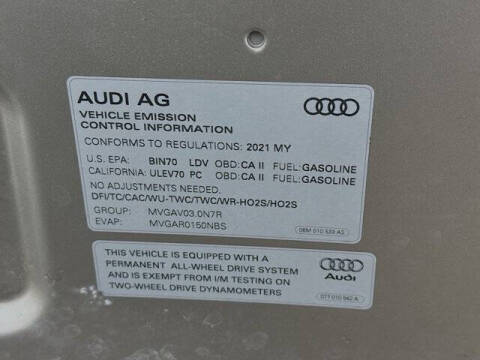 AUDI AG
VEHICLE EMISSION
CONTROL INFORMATION
CONFORMS TO REGULATIONS: 2021 MY
U.S. EPA: BIN70 LDV OBD:CA II FUEL:GASOLINE
CALIFORNIA: ULEV70 PC OBD:CA II FUEL:GASOLINE
NO ADJUSTMENTS NEEDED.
DFI/TC/CAC/WU-TWC/TWC/WR-HO2S/HO2S
GROUP: MVGAV03.0N7R
EVAP: MVGAR0150NBS
THIS VEHICLE IS EQUIPPED WITH A
PERMANENT ALL-WHEEL DRIVE SYSTEM
AND IS EXEMPT FROM I/M TESTING ON
TWO-WHEEL DRIVE DYNAMOMETERS
Audi